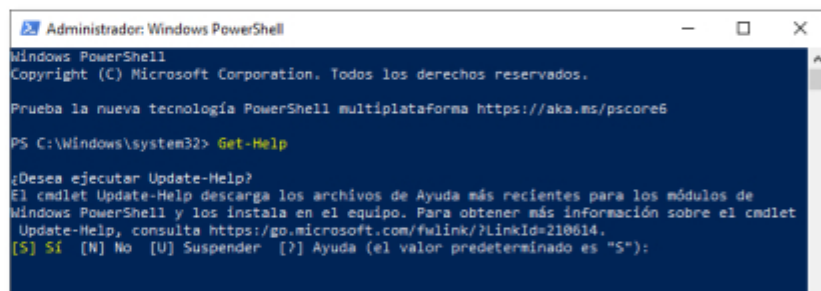 Administrador: Windows PowerShell
Windows PowerShell
Copyright (C) Microsoft Corporation. Todos los derechos reservados.
Prueba la nueva tecnología PowerShell multiplataforma https://aka.ms/pscore6
PS C:\Windows\system32> Get-Help
¿Desea ejecutar Update-Help?
El cmdlet Update-Help descarga los archivos de Ayuda más recientes para los módulos de
Windows PowerShell y los instala en el equipo. Para obtener más información sobre el cmdlet
Update-Help, consulta https:/go.microsoft.com/fwlink/?LinkId=210614.
[S] Sí  [N] No  [U] Suspender  [?] Ayuda (el valor predeterminado es "S"):